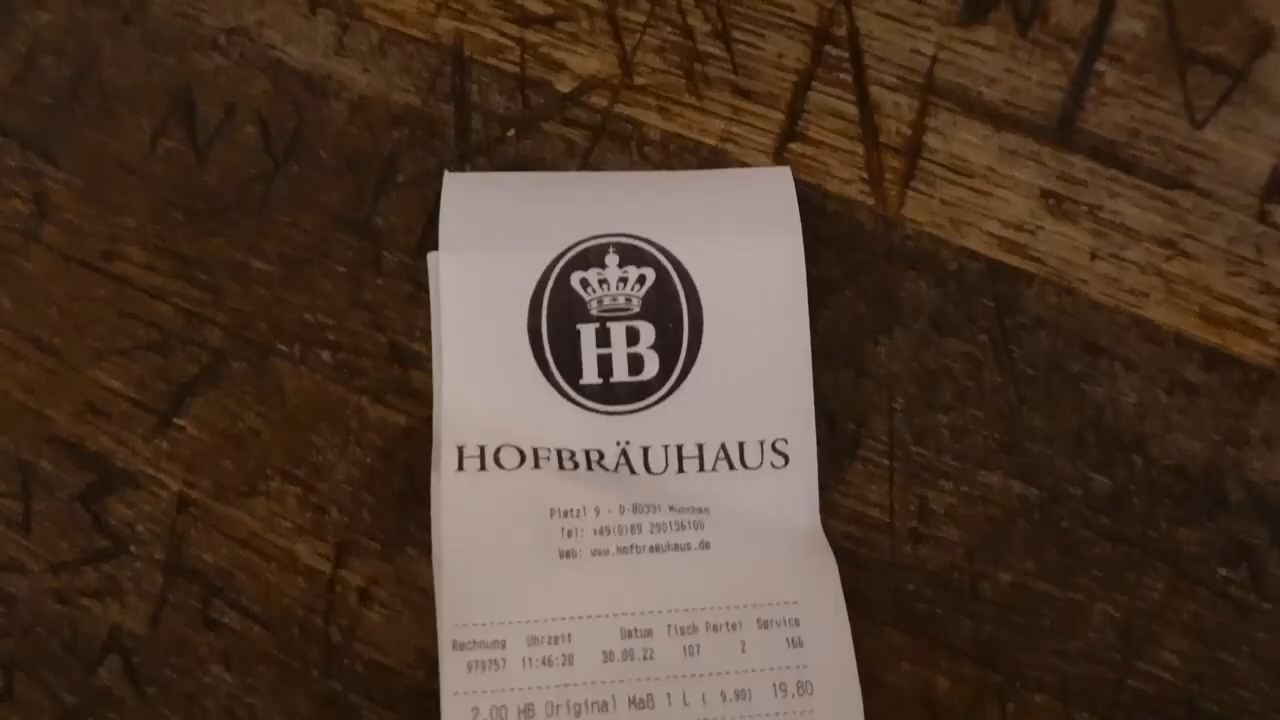 HB
HOFBRÄUHAUS
Platzl 9 - D-80331 München
Tel: +49(0)89 290136100
Web: www.hofbraeuhaus.de
Rechnung Uhrzeit Datum Tisch Partei Service
979757 11:46:20 30.09.22 107 2 166
2,00 HB Original Maß 1 L ( 9,90) 19,80